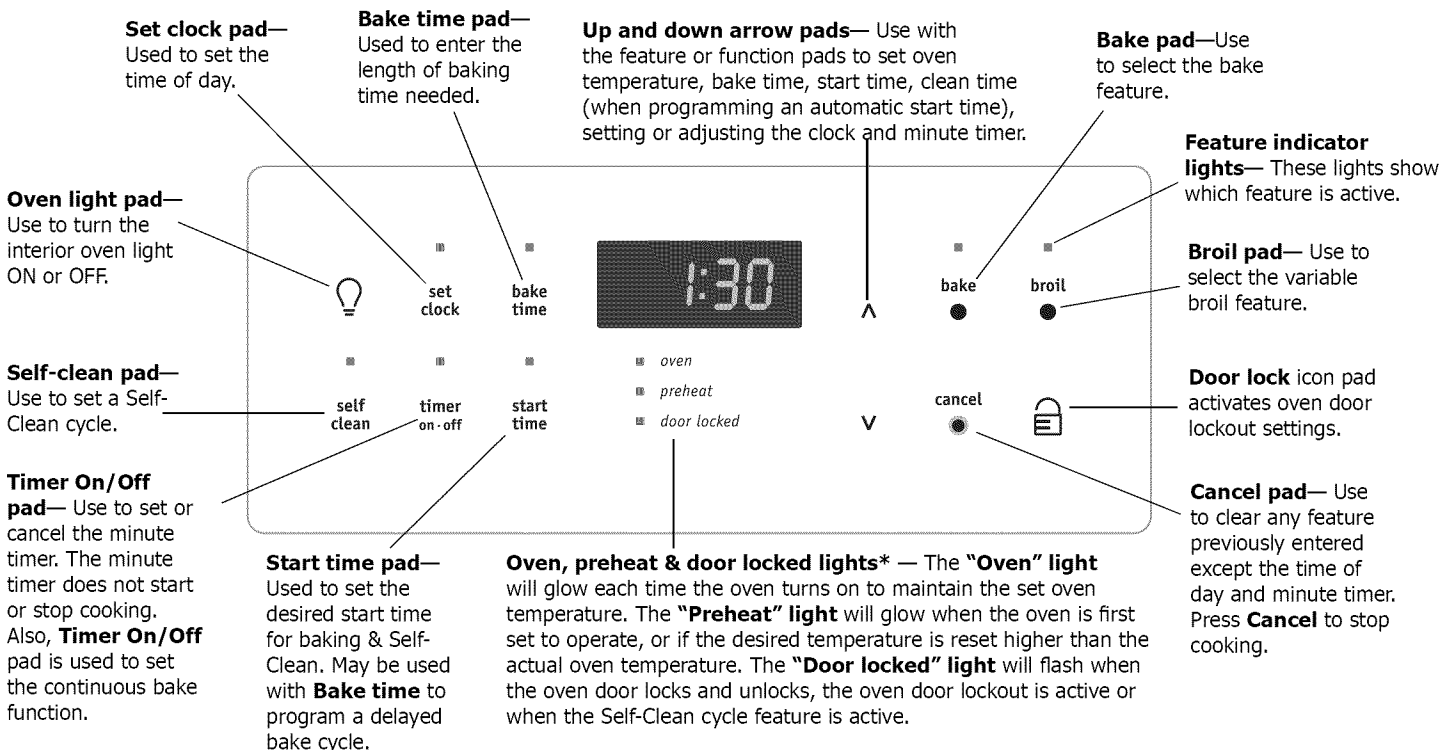 Set clock pad—
Used to set the
time of day.
Bake time pad—
Used to enter the
length of baking
time needed.
Up and down arrow pads— Use with
the feature or function pads to set oven
temperature, bake time, start time, clean time
(when programming an automatic start time),
setting or adjusting the clock and minute timer.
Bake pad—Use
to select the bake
feature.
Feature indicator
lights— These lights show
which feature is active.
Oven light pad—
Use to turn the
interior oven light
ON or OFF.
Broil pad— Use to
select the variable
broil feature.
set
clock
bake
time
1:30
bake
broil
Self-clean pad—
Use to set a Self-
Clean cycle.
self
clean
timer
on·off
start
time
oven
preheat
door locked
cancel
Door lock icon pad
activates oven door
lockout settings.
Timer On/Off
pad— Use to set or
cancel the minute
timer. The minute
timer does not start
or stop cooking.
Also, Timer On/Off
pad is used to set
the continuous bake
function.
Start time pad—
Used to set the
desired start time
for baking & Self-
Clean. May be used
with Bake time to
program a delayed
bake cycle.
Oven, preheat & door locked lights* — The “Oven” light
will glow each time the oven turns on to maintain the set oven
temperature. The “Preheat” light will glow when the oven is first
set to operate, or if the desired temperature is reset higher than the
actual oven temperature. The “Door locked” light will flash when
the oven door locks and unlocks, the oven door lockout is active or
when the Self-Clean cycle feature is active.
Cancel pad— Use
to clear any feature
previously entered
except the time of
day and minute timer.
Press Cancel to stop
cooking.